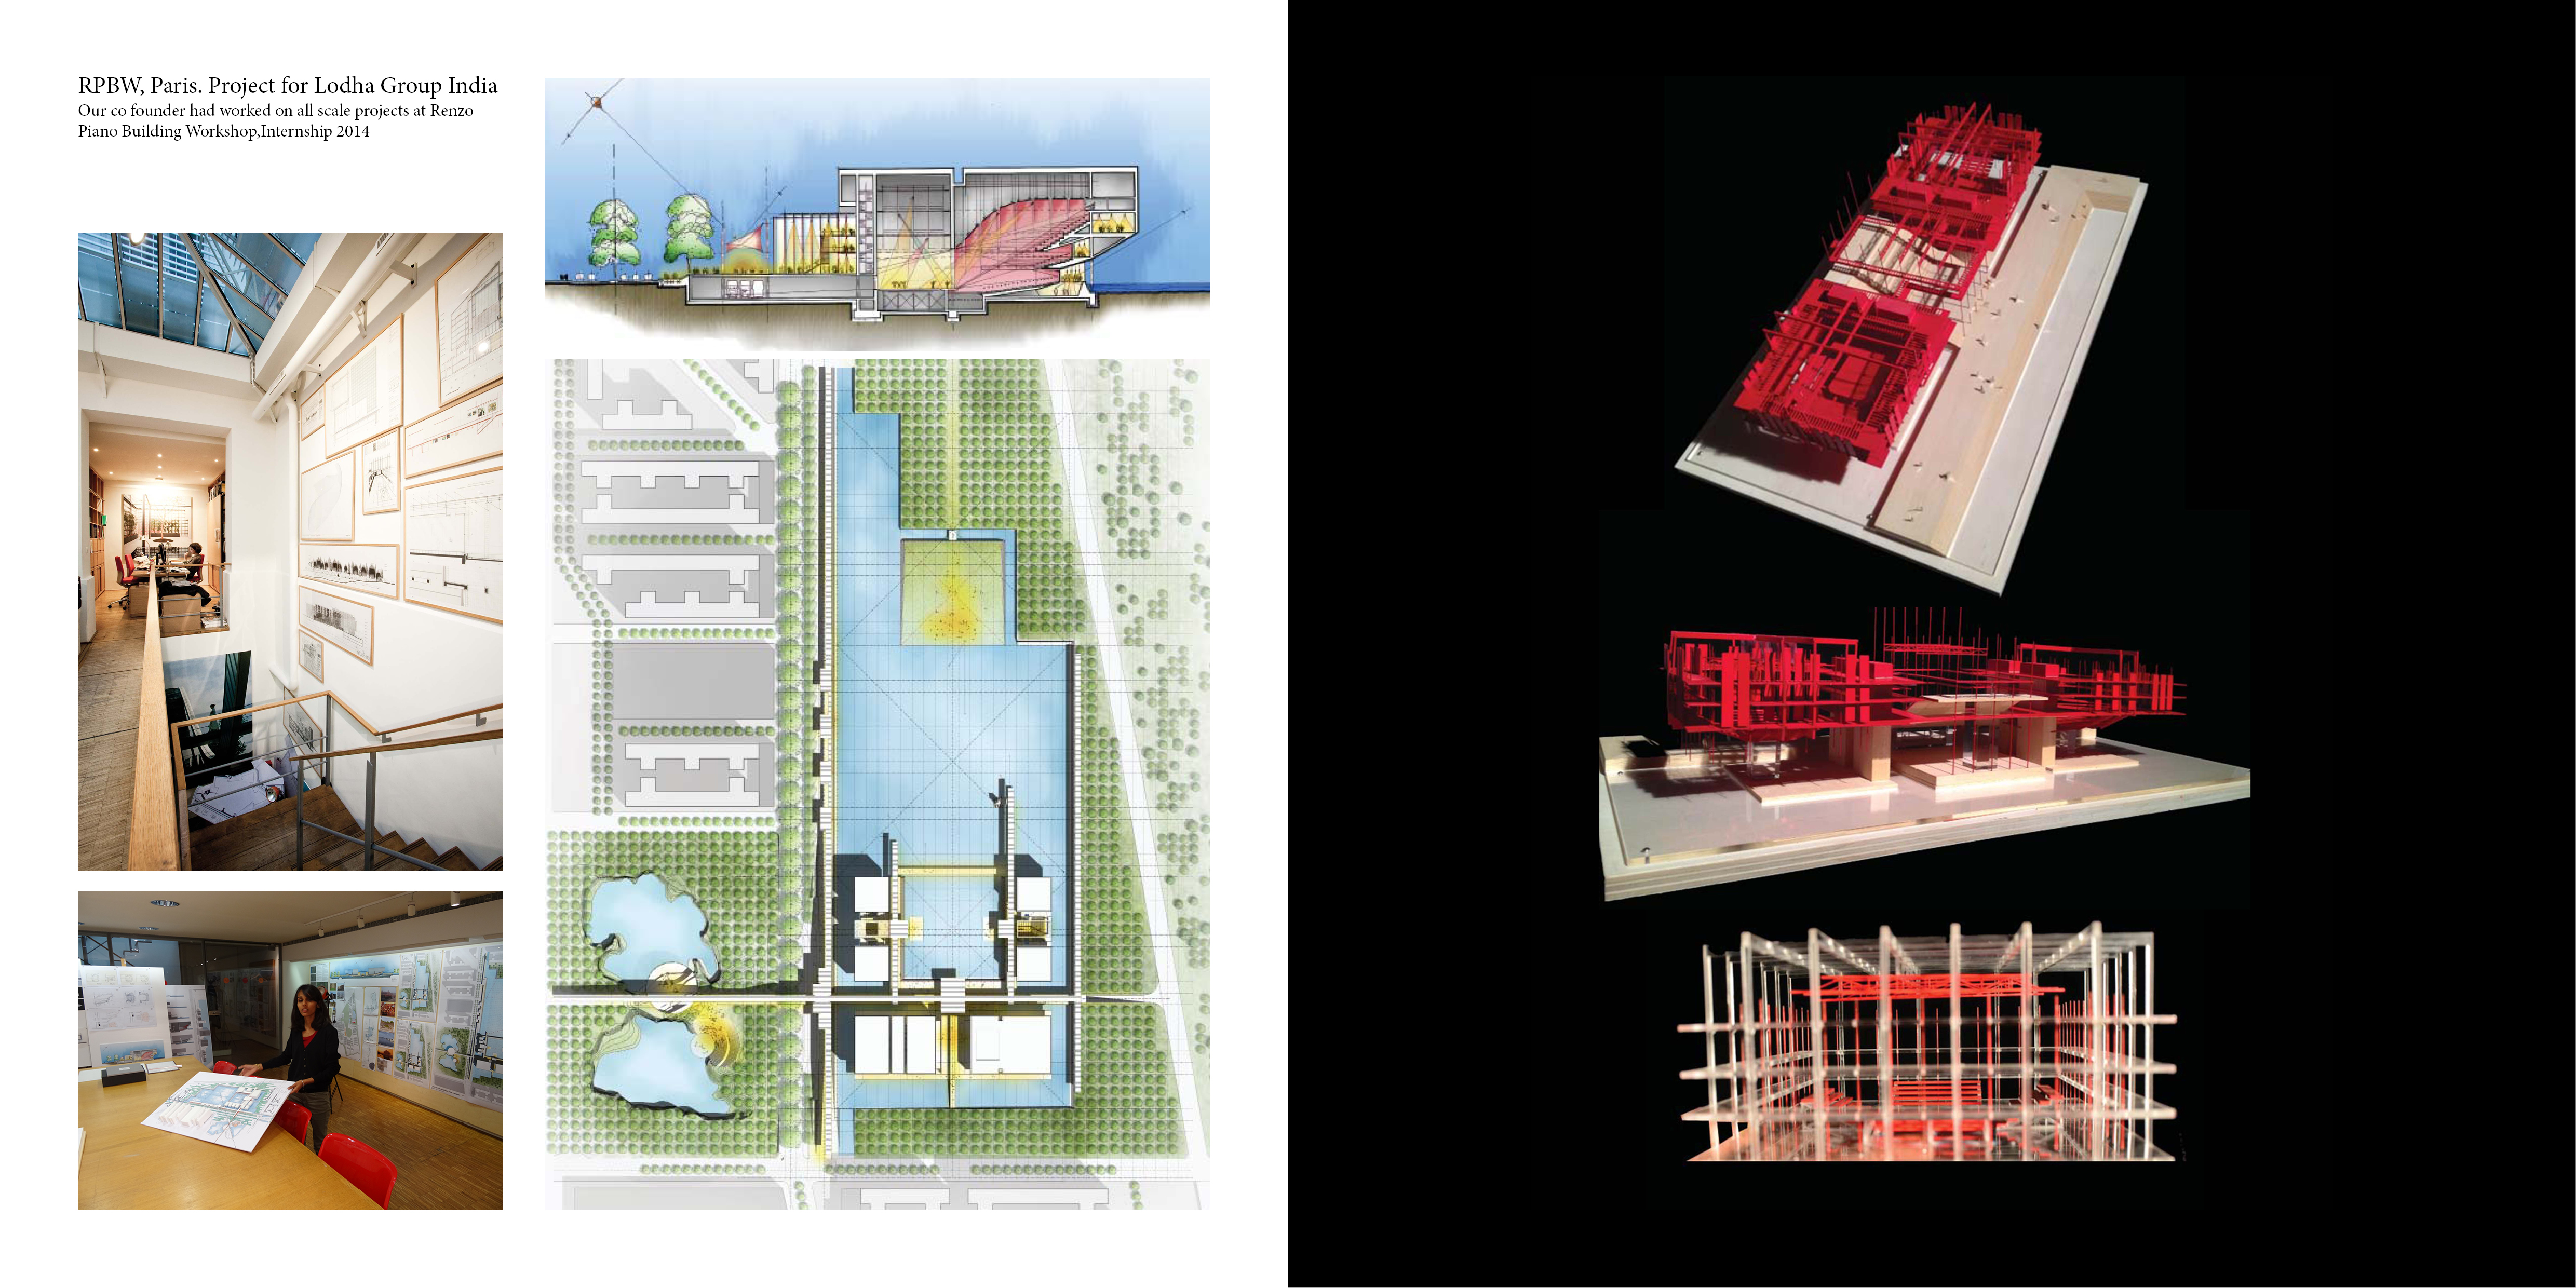 RPBW, Paris. Project for Lodha Group India
Our co founder had worked on all scale projects at Renzo
Piano Building Workshop,Internship 2014